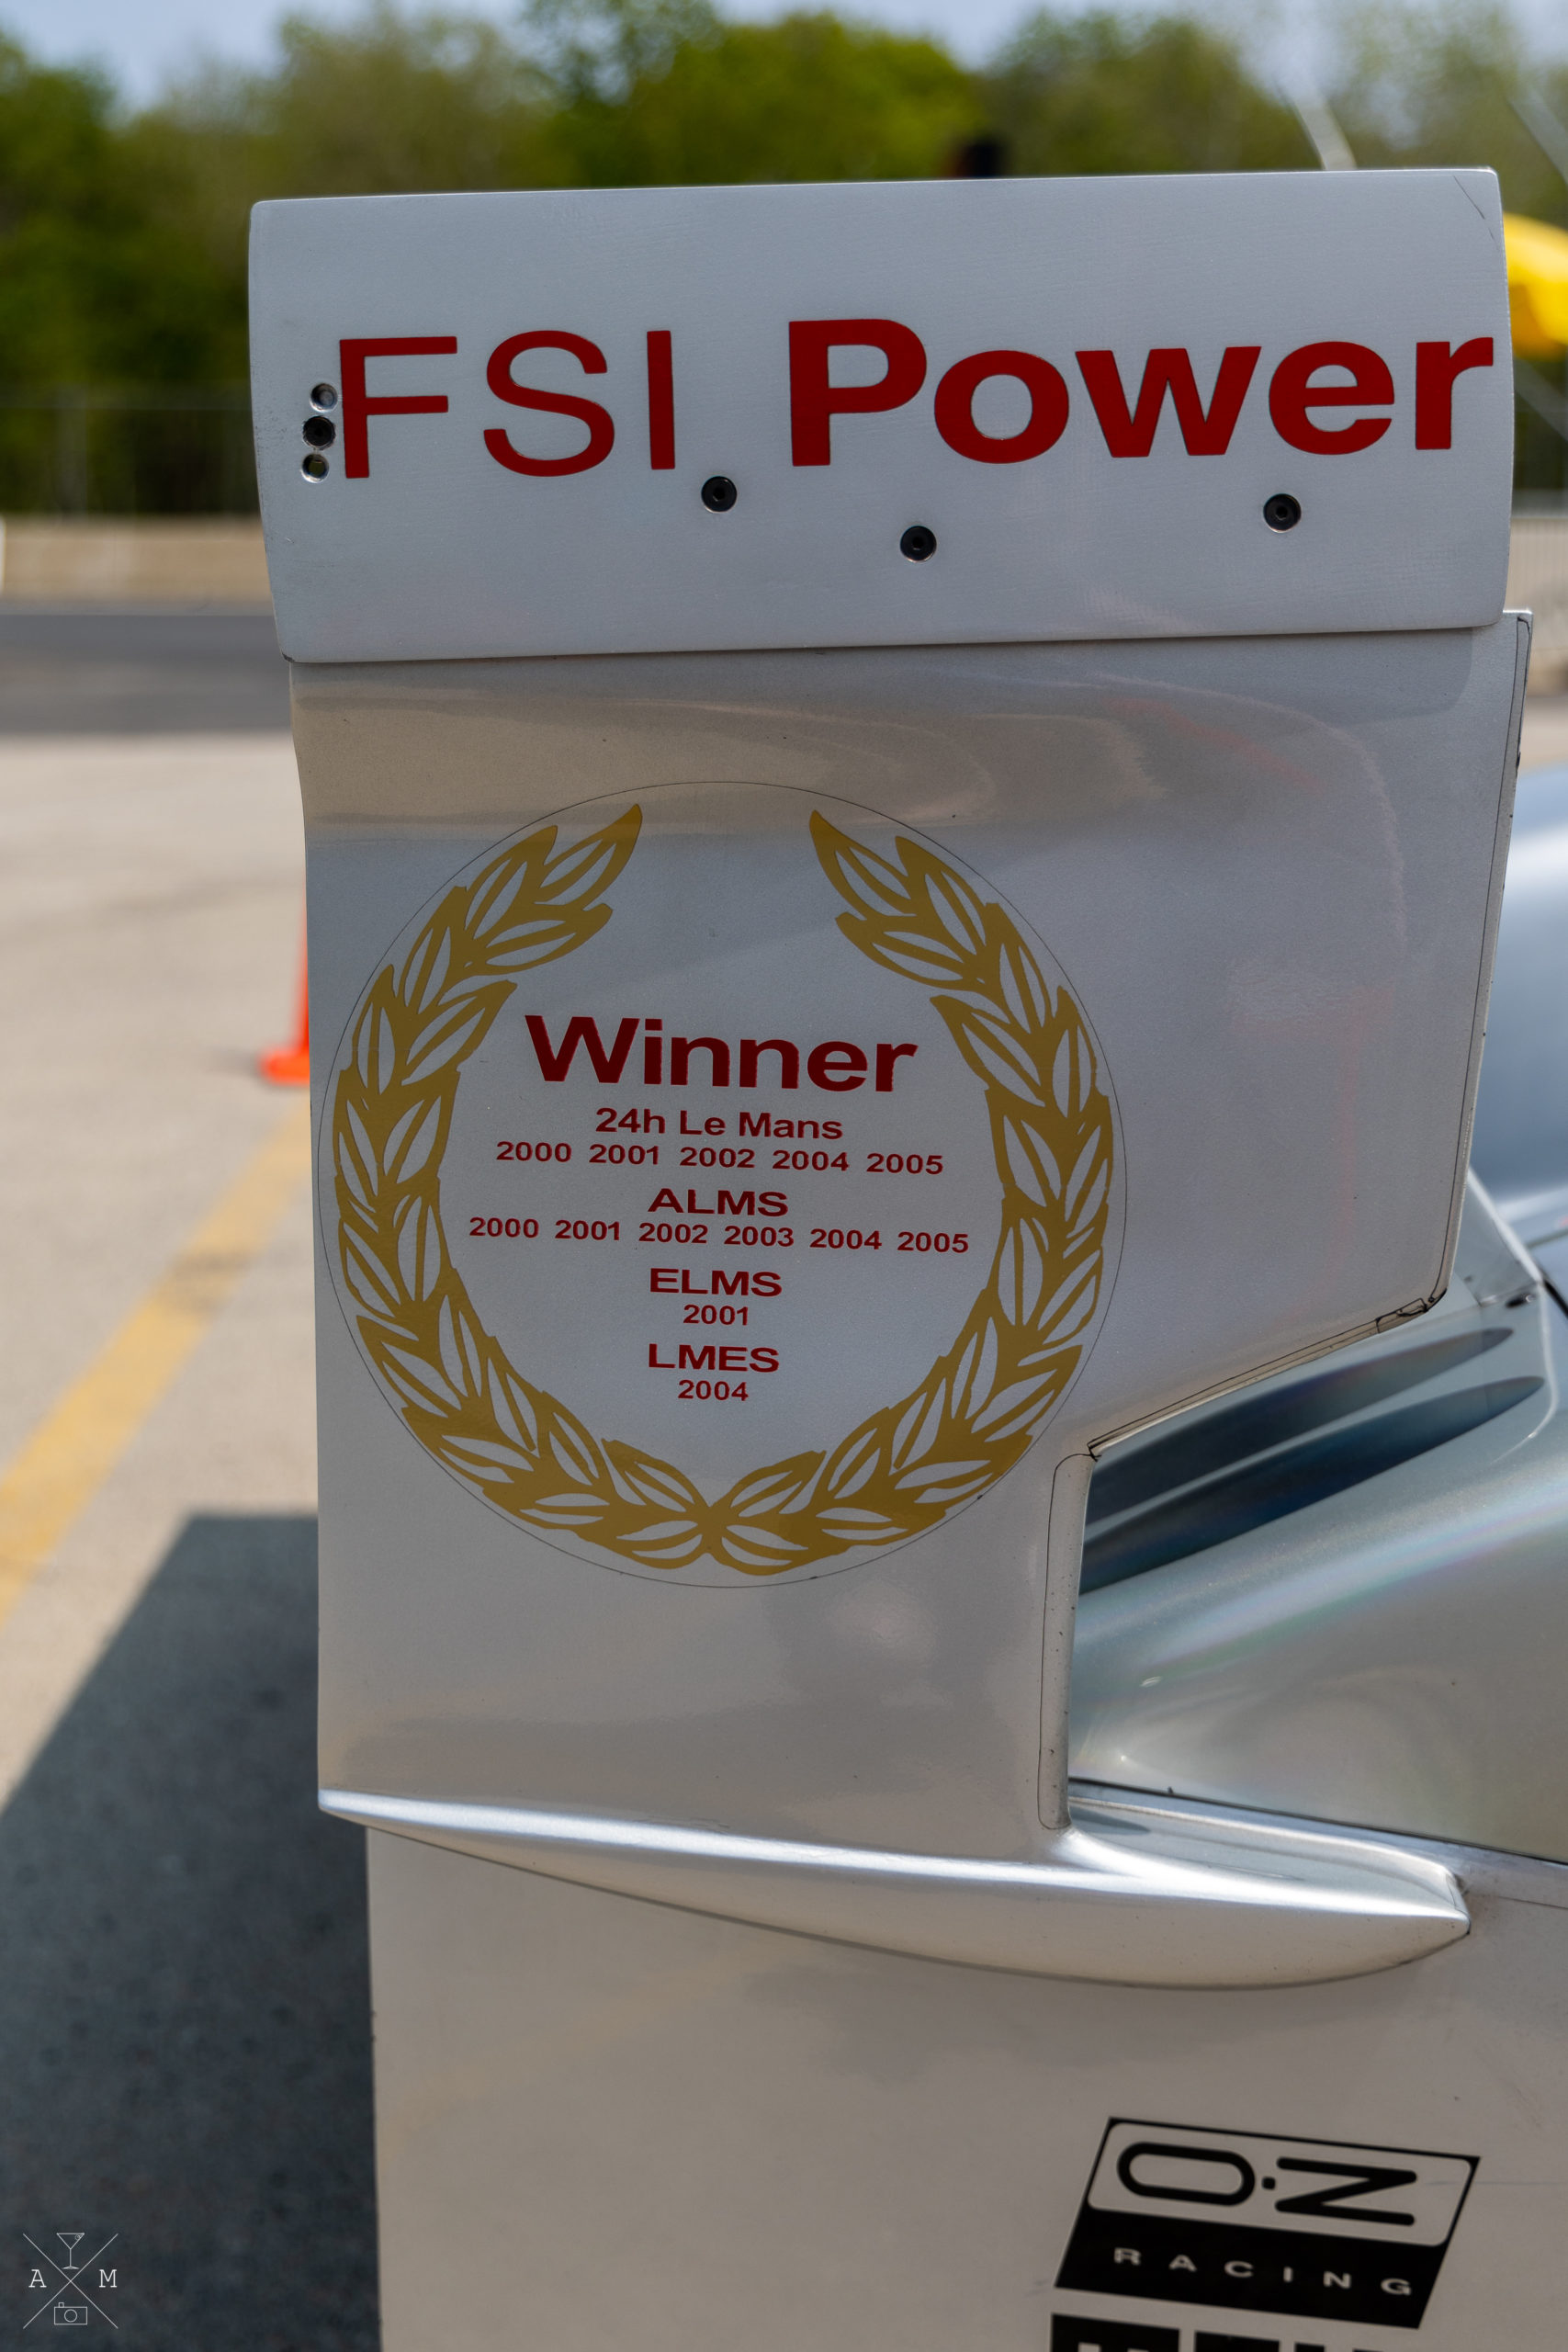 FSI Power
Winner
24h Le Mans
2000 2001 2002 2004 2005
ALMS
2000 2001 2002 2003 2004 2005
ELMS
2001
LMES
2004
O·Z
RACING
A M